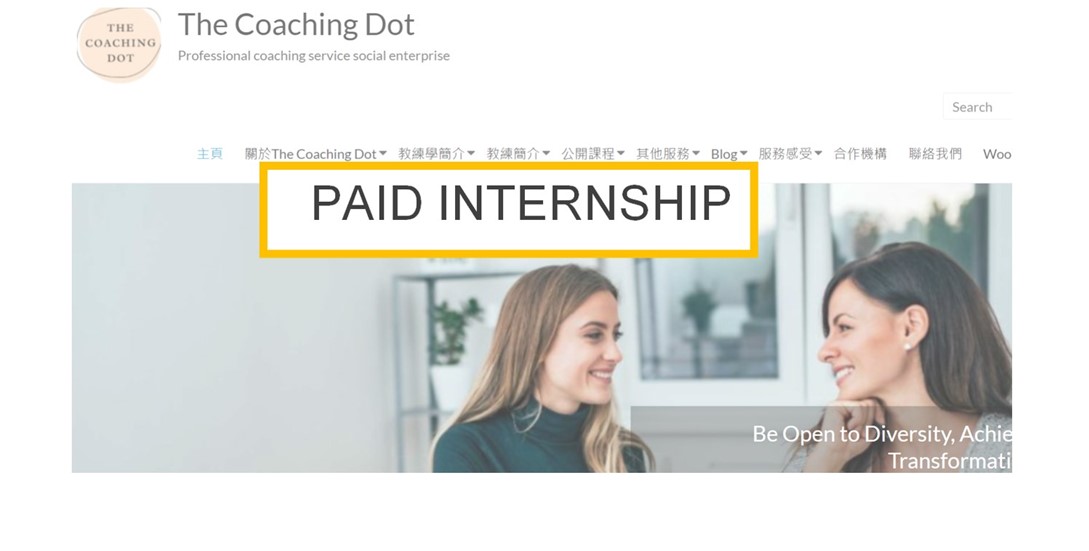 THE
COACHING
DOT
The Coaching Dot
Professional coaching service social enterprise
Search
主頁 關於The Coaching Dot 教練學簡介 教練簡介 公開課程 其他服務 Blog 服務感受 合作機構 聯絡我們 Woo
PAID INTERNSHIP
Be Open to Diversity, Achie
Transformati